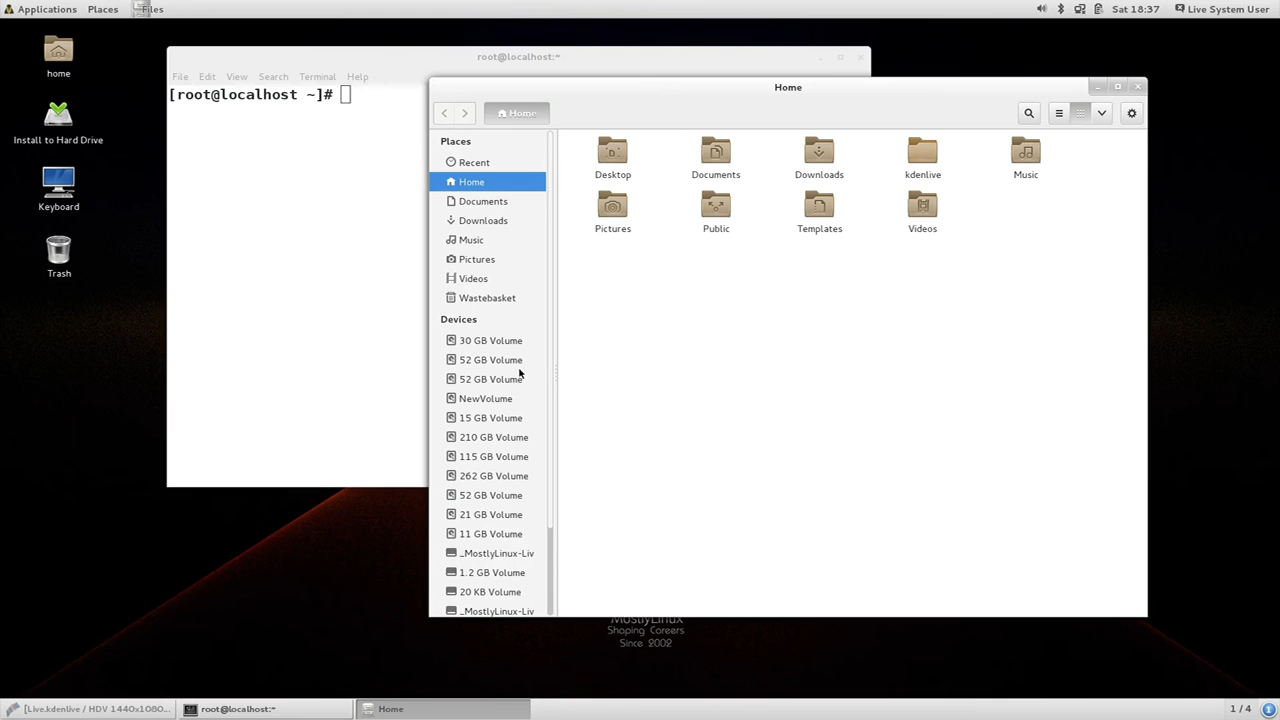 Applications Places Files Sat 18:37 Live System User
home
Install to Hard Drive
Keyboard
Trash
root@localhost:~
File Edit View Search Terminal Help
[root@localhost ~]#
Home
Home
Places
Recent
Home
Documents
Downloads
Music
Pictures
Videos
Wastebasket
Devices
30 GB Volume
52 GB Volume
52 GB Volume
NewVolume
15 GB Volume
210 GB Volume
115 GB Volume
262 GB Volume
52 GB Volume
21 GB Volume
11 GB Volume
_MostlyLinux-Liv
1.2 GB Volume
20 KB Volume
_MostlyLinux-Liv
Desktop Documents Downloads kdenlive Music
Pictures Public Templates Videos
MostlyLinux
Shaping Careers
Since 2002
[Live.kdenlive / HDV 1440x1080... root@localhost:~ Home 1 / 4